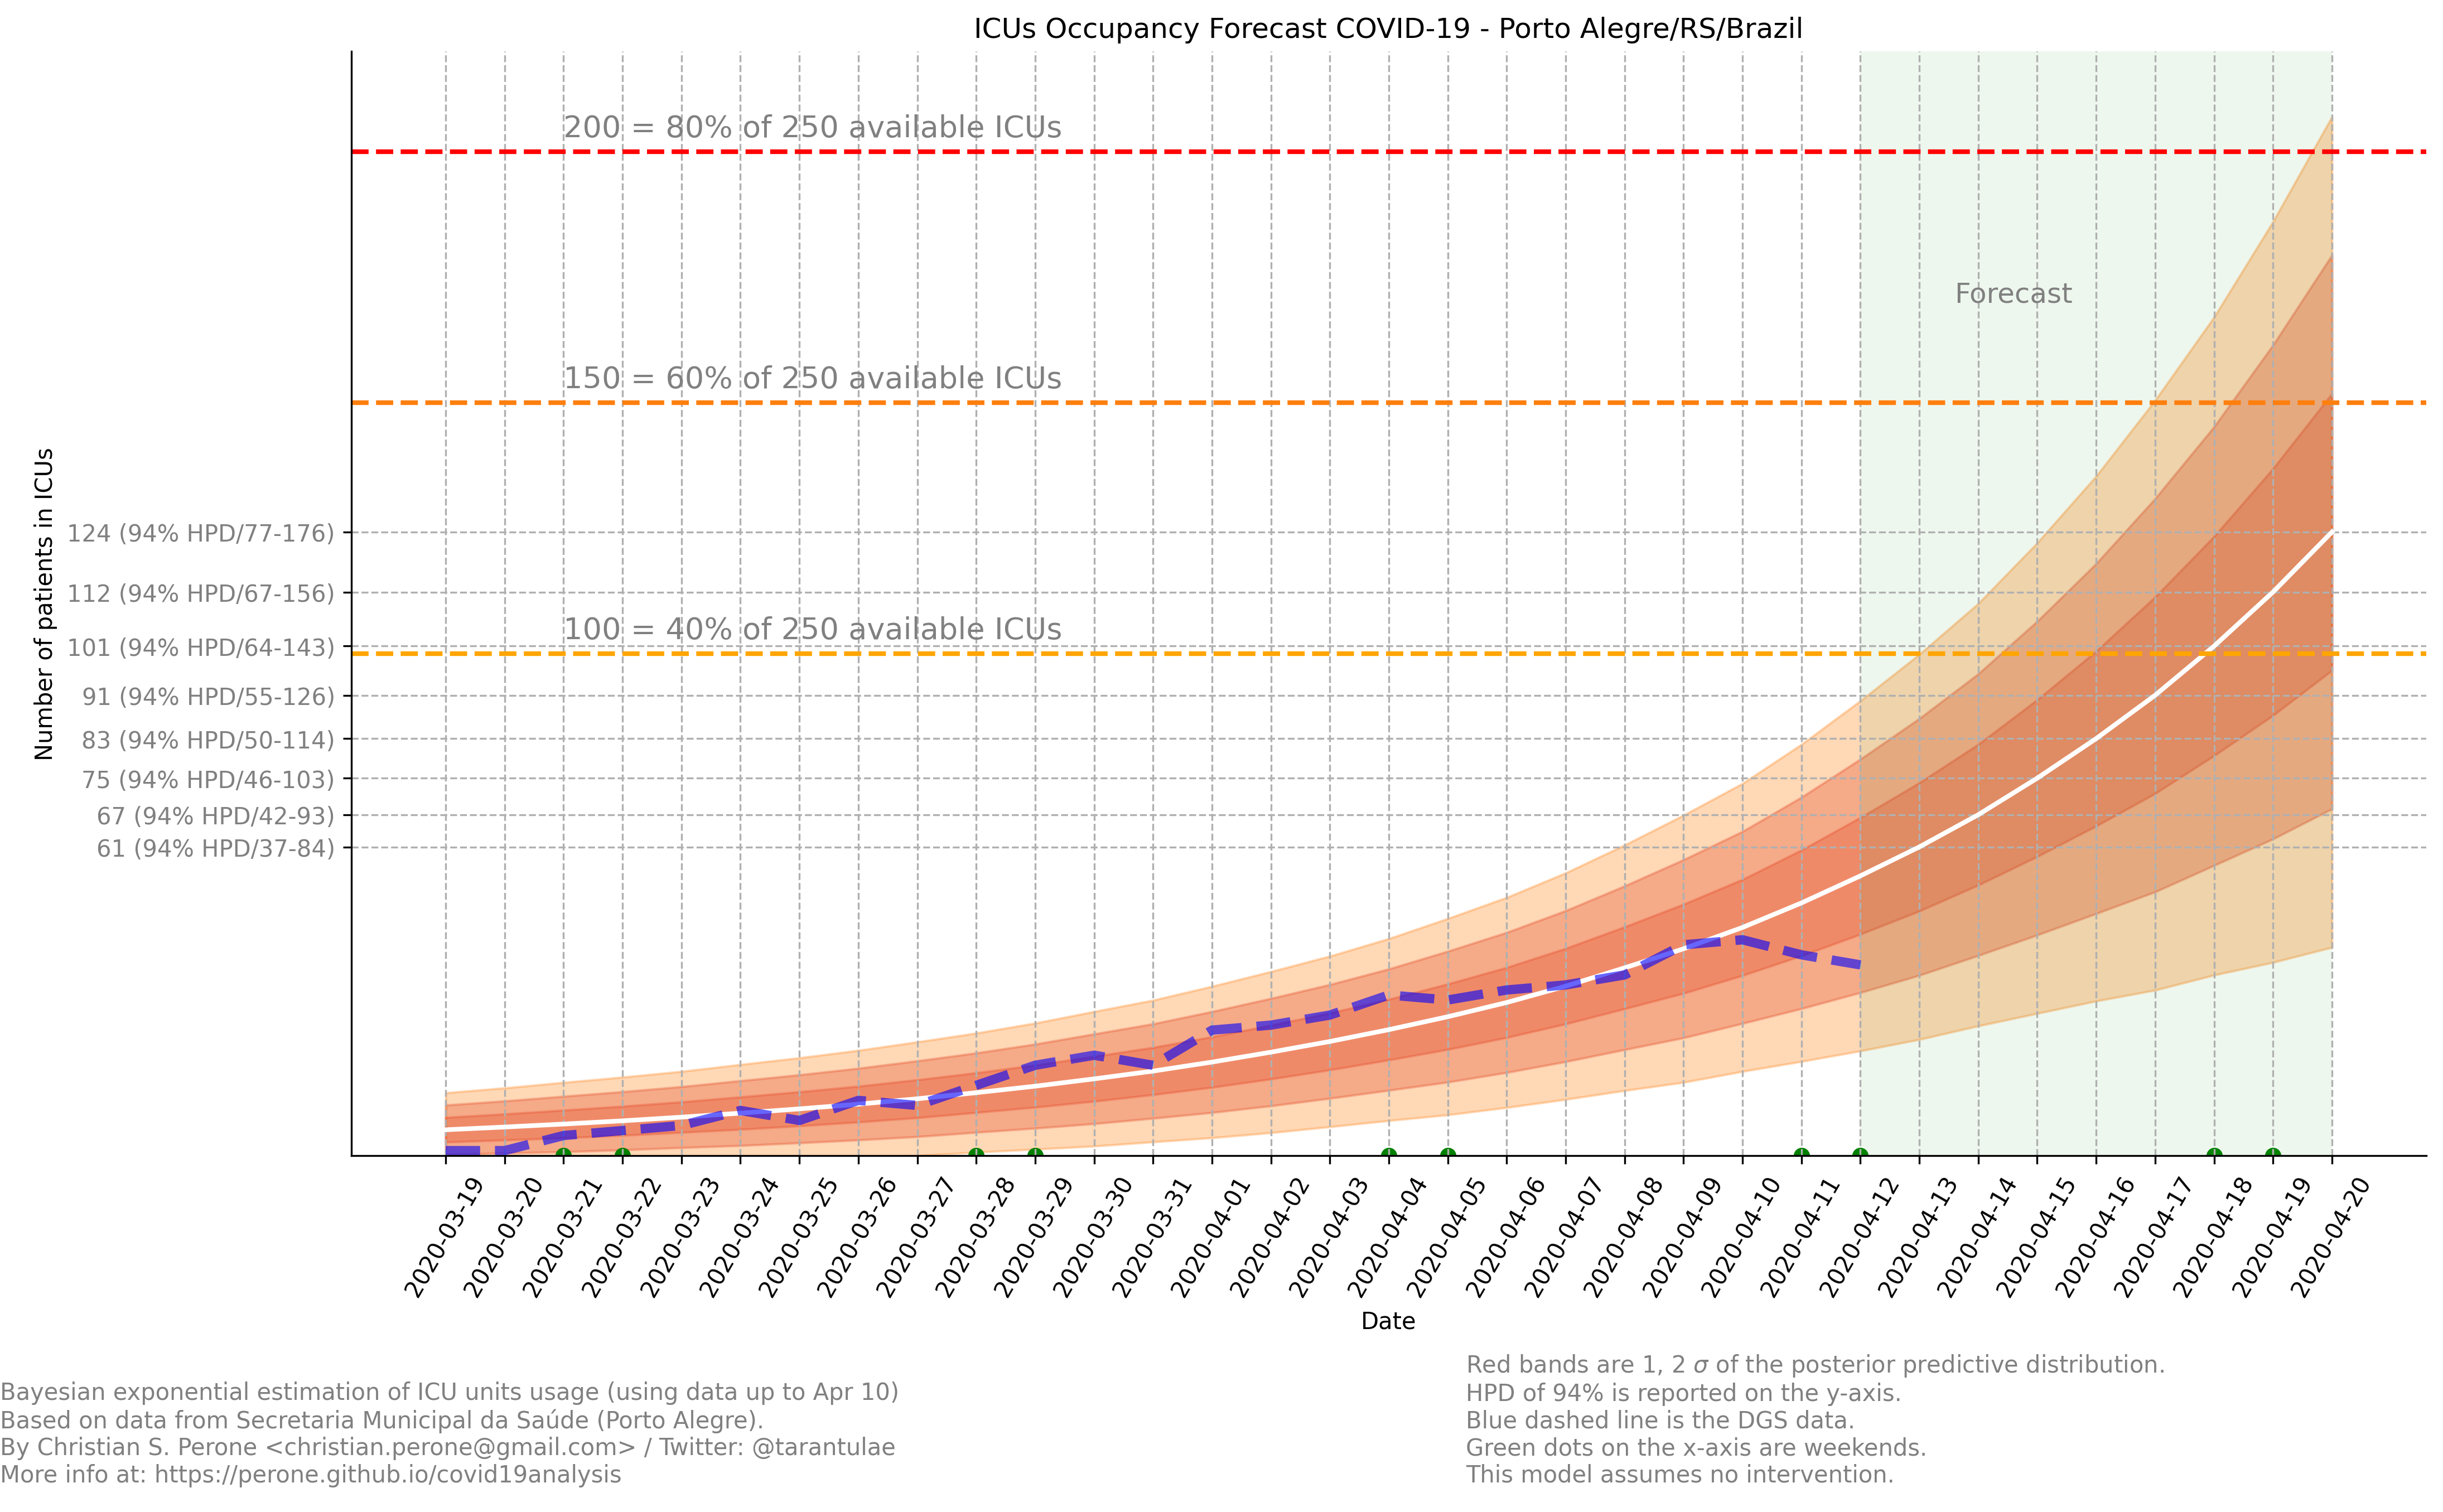 ICUs Occupancy Forecast COVID-19 - Porto Alegre/RS/Brazil
200 = 80% of 250 available ICUs
Forecast
150 = 60% of 250 available ICUs
100 = 40% of 250 available ICUs
Number of patients in ICUs
124 (94% HPD/77-176)
112 (94% HPD/67-156)
101 (94% HPD/64-143)
91 (94% HPD/55-126)
83 (94% HPD/50-114)
75 (94% HPD/46-103)
67 (94% HPD/42-93)
61 (94% HPD/37-84)
2020-03-19
2020-03-20
2020-03-21
2020-03-22
2020-03-23
2020-03-24
2020-03-25
2020-03-26
2020-03-27
2020-03-28
2020-03-29
2020-03-30
2020-03-31
2020-04-01
2020-04-02
2020-04-03
2020-04-04
2020-04-05
2020-04-06
2020-04-07
2020-04-08
2020-04-09
2020-04-10
2020-04-11
2020-04-12
2020-04-13
2020-04-14
2020-04-15
2020-04-16
2020-04-17
2020-04-18
2020-04-19
2020-04-20
Date
Bayesian exponential estimation of ICU units usage (using data up to Apr 10)
Based on data from Secretaria Municipal da Saúde (Porto Alegre).
By Christian S. Perone <christian.perone@gmail.com> / Twitter: @tarantulae
More info at: https://perone.github.io/covid19analysis
Red bands are 1, 2 σ of the posterior predictive distribution.
HPD of 94% is reported on the y-axis.
Blue dashed line is the DGS data.
Green dots on the x-axis are weekends.
This model assumes no intervention.